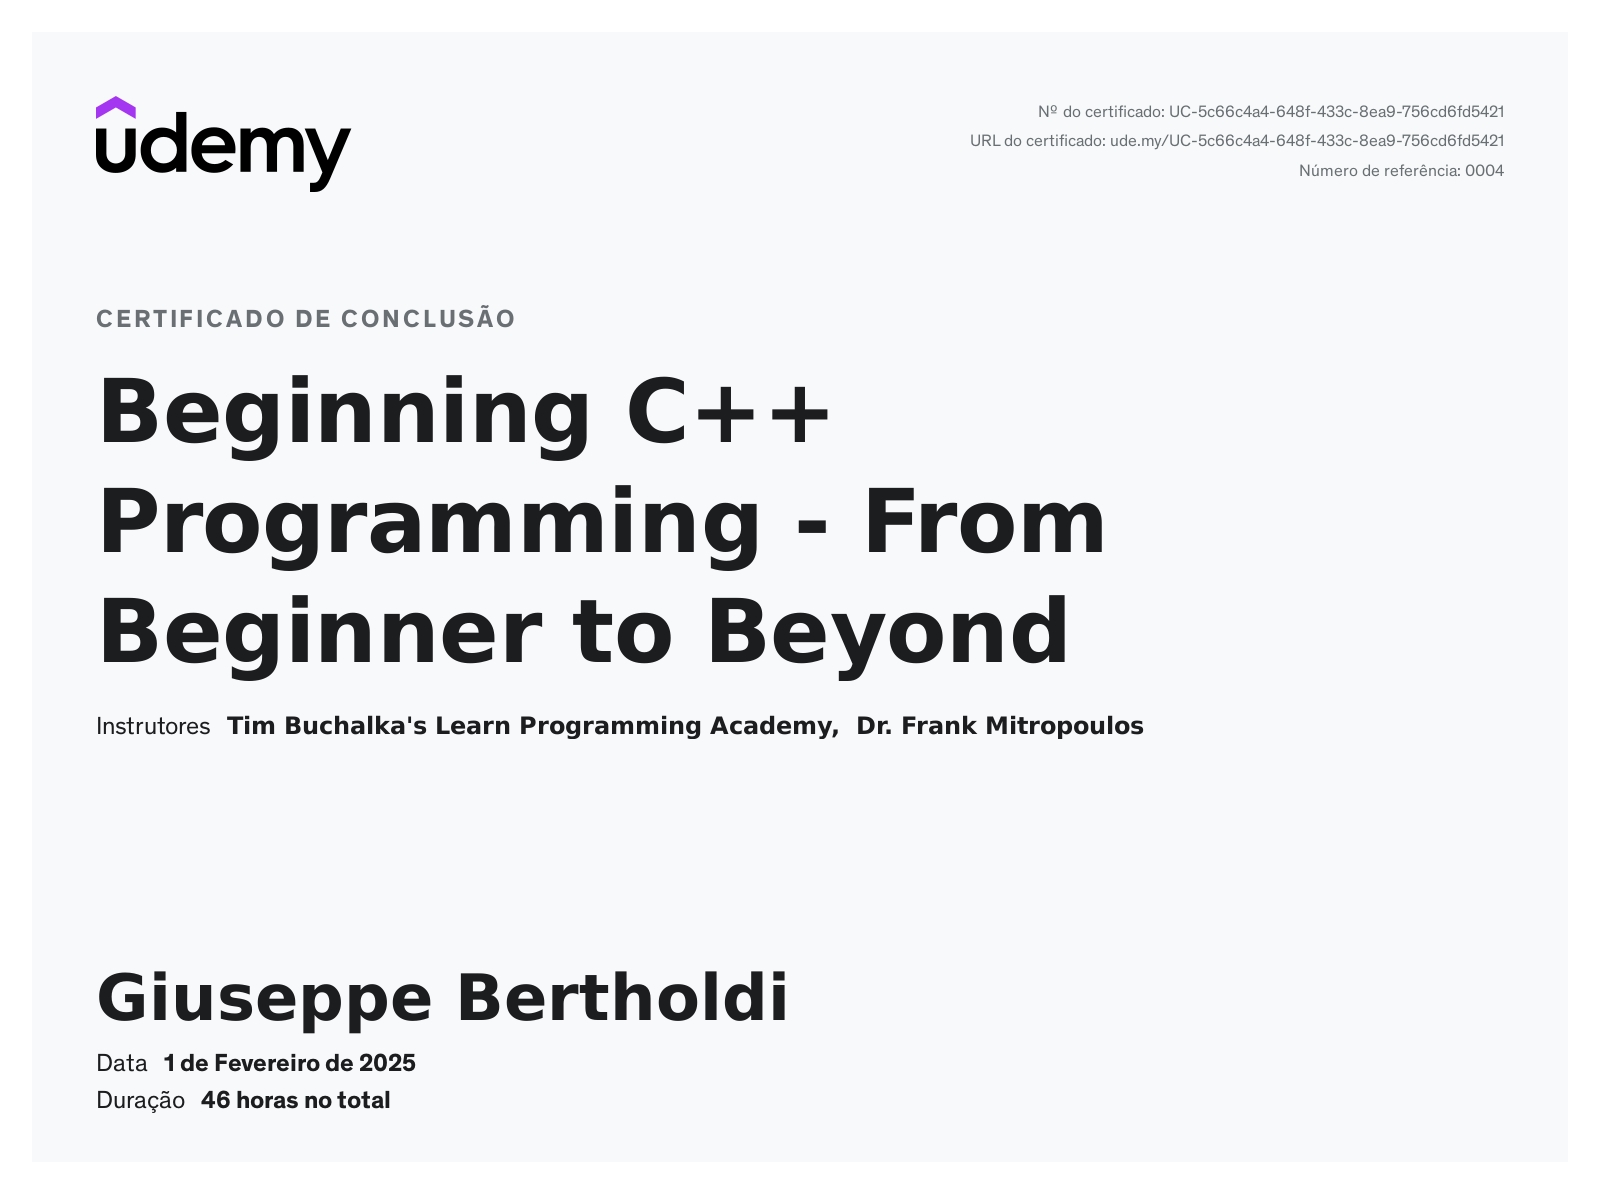 udemy
Nº do certificado: UC-5c66c4a4-648f-433c-8ea9-756cd6fd5421
URL do certificado: ude.my/UC-5c66c4a4-648f-433c-8ea9-756cd6fd5421
Número de referência: 0004
CERTIFICADO DE CONCLUSÃO
Beginning C++
Programming - From
Beginner to Beyond
Instrutores Tim Buchalka's Learn Programming Academy, Dr. Frank Mitropoulos
Giuseppe Bertholdi
Data 1 de Fevereiro de 2025
Duração 46 horas no total